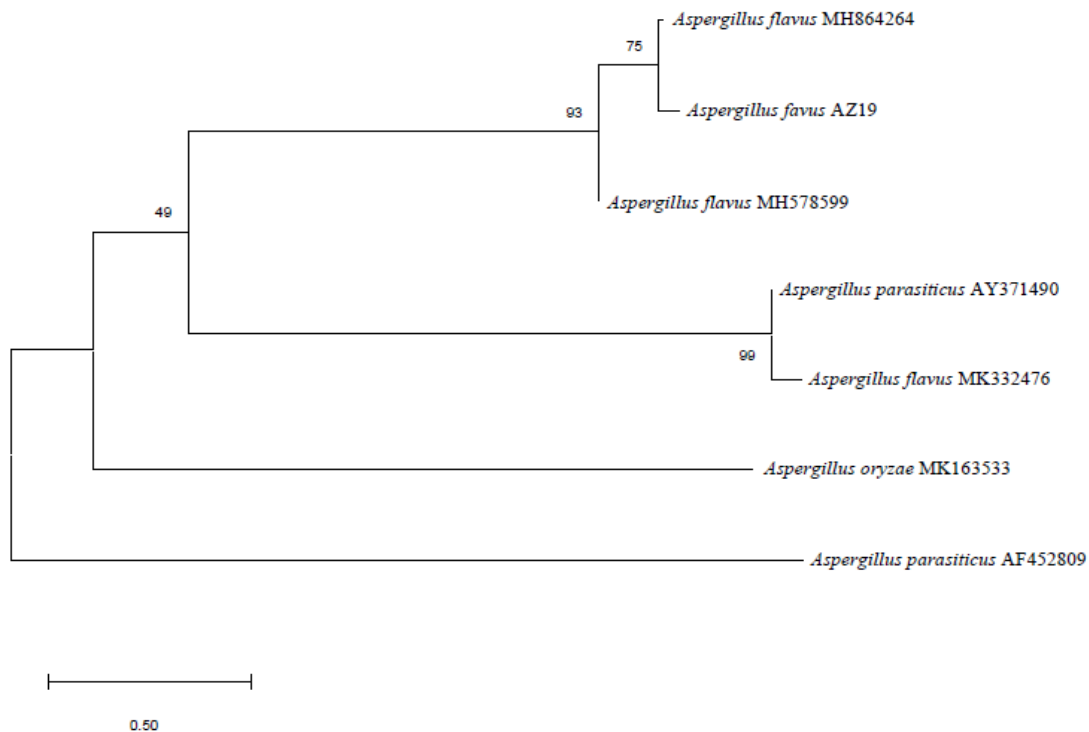 Aspergillus flavus MH864264
75
Aspergillus favus AZ19
93
Aspergillus flavus MH578599
49
Aspergillus parasiticus AY371490
99
Aspergillus flavus MK332476
Aspergillus oryzae MK163533
Aspergillus parasiticus AF452809
0.50